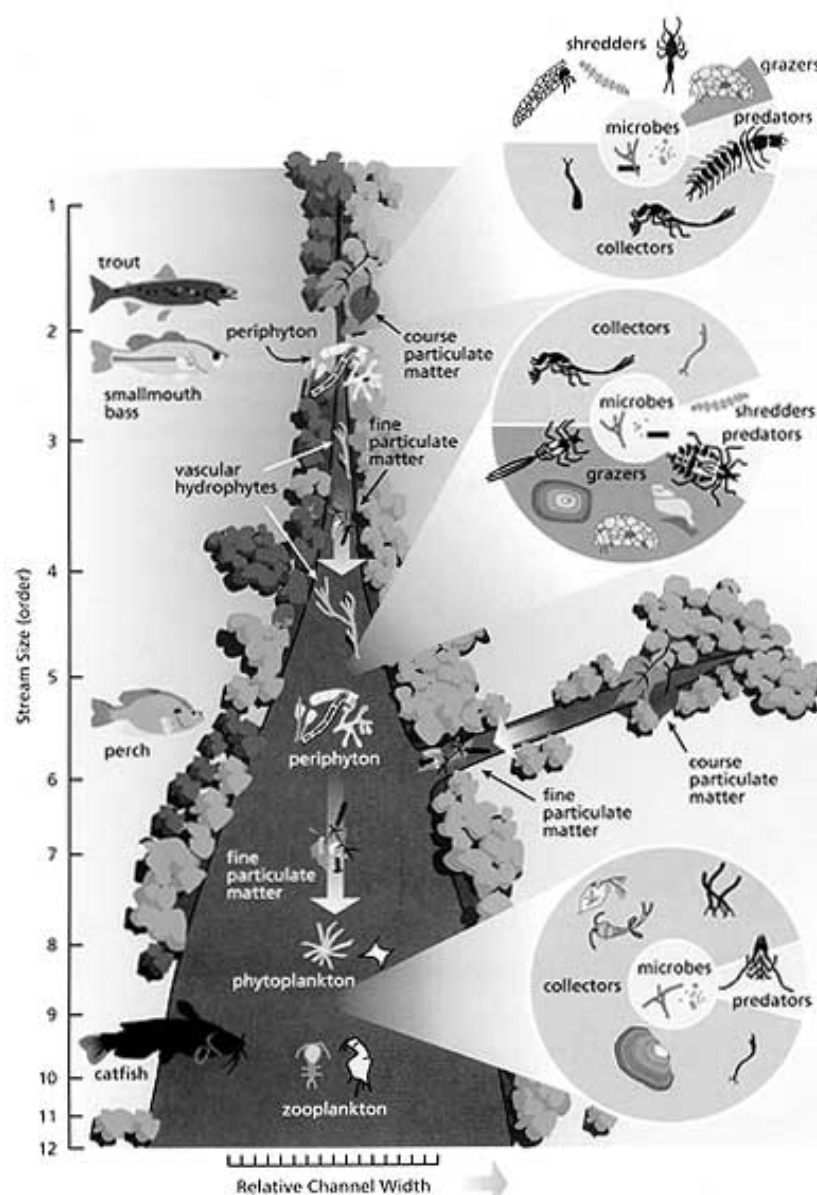 shredders
grazers
predators
microbes
collectors
1
trout
2
periphyton
course
particulate
matter
smallmouth
bass
3
fine
particulate
matter
vascular
hydrophytes
collectors
microbes
shredders
predators
grazers
Stream Size (order)
4
5
perch
periphyton
6
fine
particulate
matter
course
particulate
matter
7
fine
particulate
matter
8
phytoplankton
collectors
microbes
predators
9
catfish
10
zooplankton
11
12
Relative Channel Width